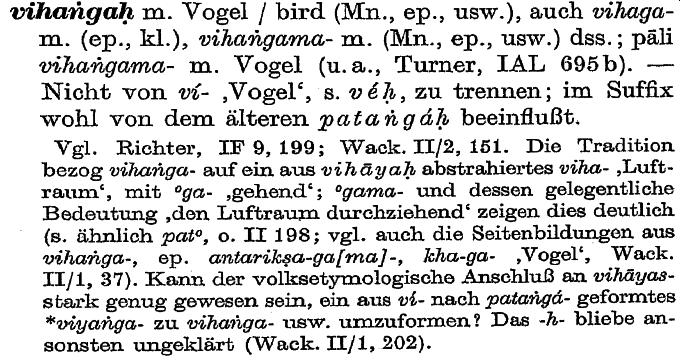 vihaṅgaḥ m. Vogel / bird (Mn., ep., usw.), auch vihaga-
m. (ep., kl.), vihaṅgama- m. (Mn., ep., usw.) dss.; pāli
vihaṅgama- m. Vogel (u. a., Turner, IAL 695b). —
Nicht von ví- ‚Vogel‘, s. véḥ, zu trennen; im Suffix
wohl von dem älteren pataṅgáḥ beeinflußt.
Vgl. Richter, IF 9, 199; Wack. II/2, 151. Die Tradition
bezog vihaṅga- auf ein aus vihāyaḥ abstrahiertes viha- ‚Luft-
raum‘, mit °ga- ‚gehend‘; °gama- und dessen gelegentliche
Bedeutung ‚den Luftraum durchziehend‘ zeigen dies deutlich
(s. ähnlich pat°, o. II 198; vgl. auch die Seitenbildungen aus
vihaṅga-, ep. antarikṣa-ga[ma]-, kha-ga- ‚Vogel‘, Wack.
II/1, 37). Kann der volksetymologische Anschluß an vihāyas-
stark genug gewesen sein, ein aus ví- nach pataṅgá- geformtes
*viyaṅga- zu vihaṅga- usw. umzuformen? Das -h- bliebe an-
sonsten ungeklärt (Wack. II/1, 202).